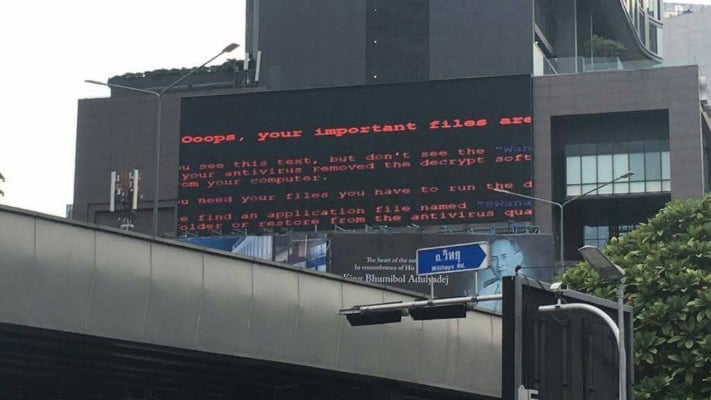 Ooops, your important files are
u see this text, but don't see the "Wan
your antivirus removed the decrypt soft
om your computer.
u need your files you have to run the d
e find an application file named "@Wana
older or restore from the antivirus qua
The heart of the na
In remembrance of His
King Bhumibol Adulyadej
ถ.วิทยุ
Witthayu Rd.